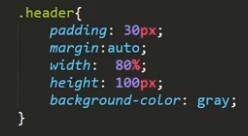 .header{
    padding: 30px;
    margin:auto;
    width:  80%;
    height: 100px;
    background-color: gray;
}